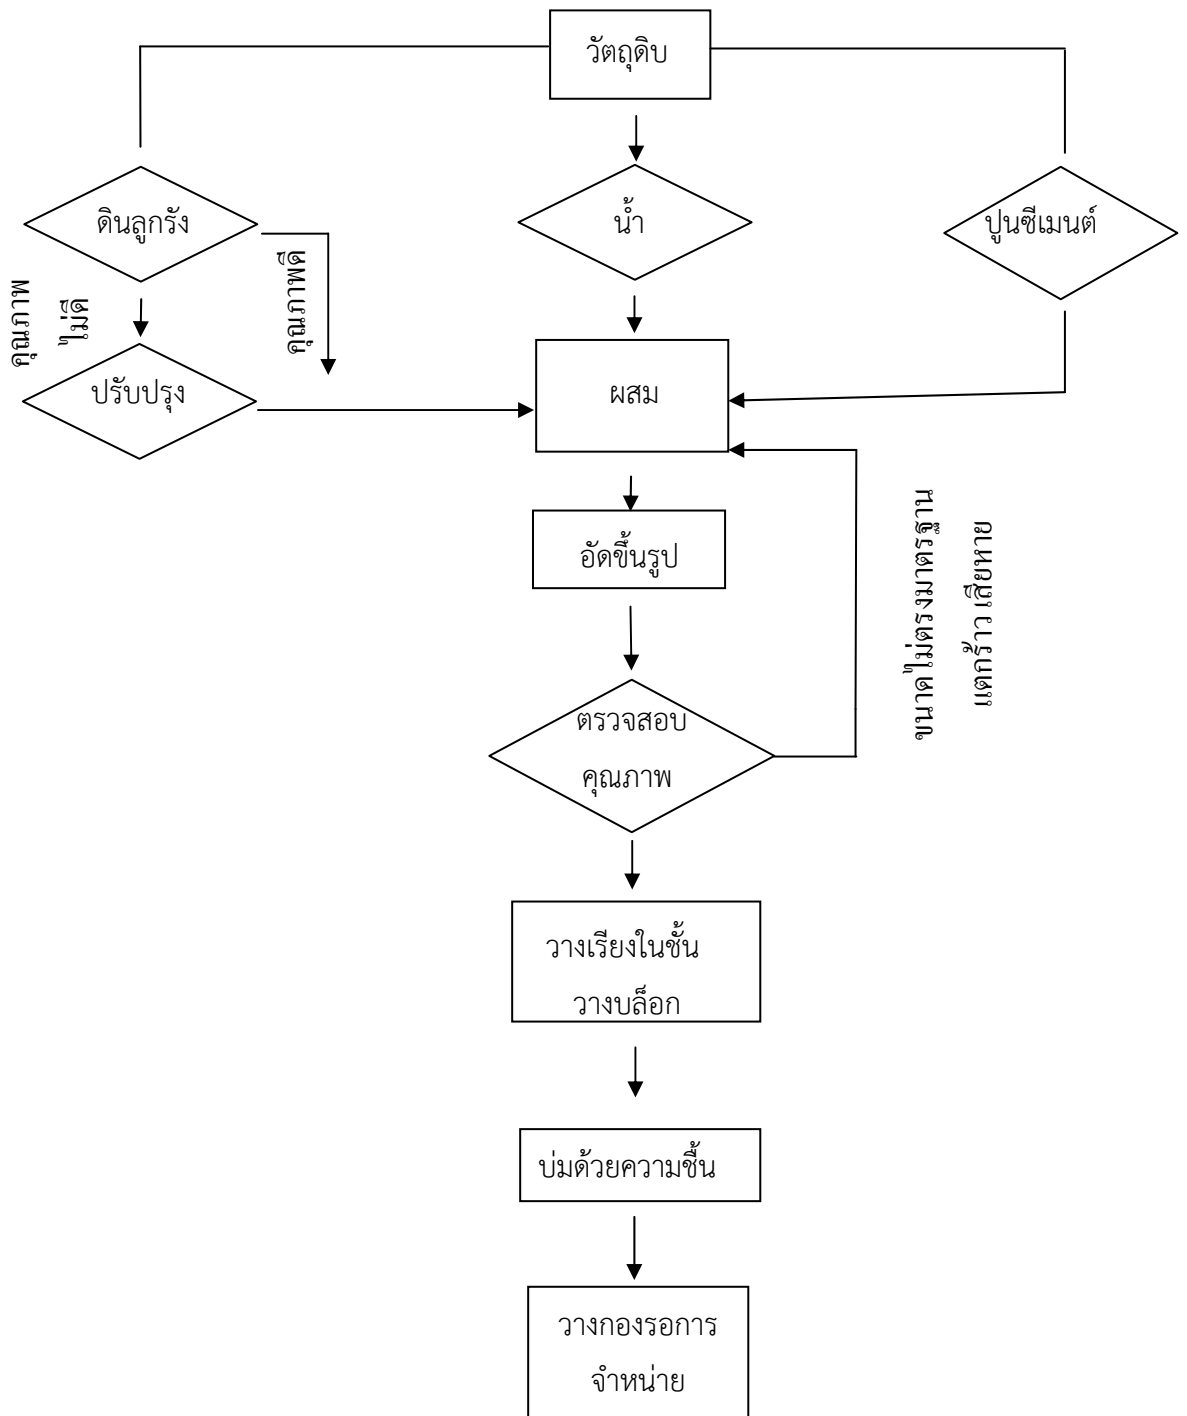 วัตถุดิบ
ดินลูกรัง
น้ำ
ปูนซีเมนต์
คุณภาพ
ไม่ดี
คุณภาพดี
ปรับปรุง
ผสม
อัดขึ้นรูป
ขนาดไม่ตรงมาตรฐาน
แตกร้าว เสียหาย
ตรวจสอบ
คุณภาพ
วางเรียงในชั้น
วางบล็อก
บ่มด้วยความชื้น
วางกองรอการ
จำหน่าย